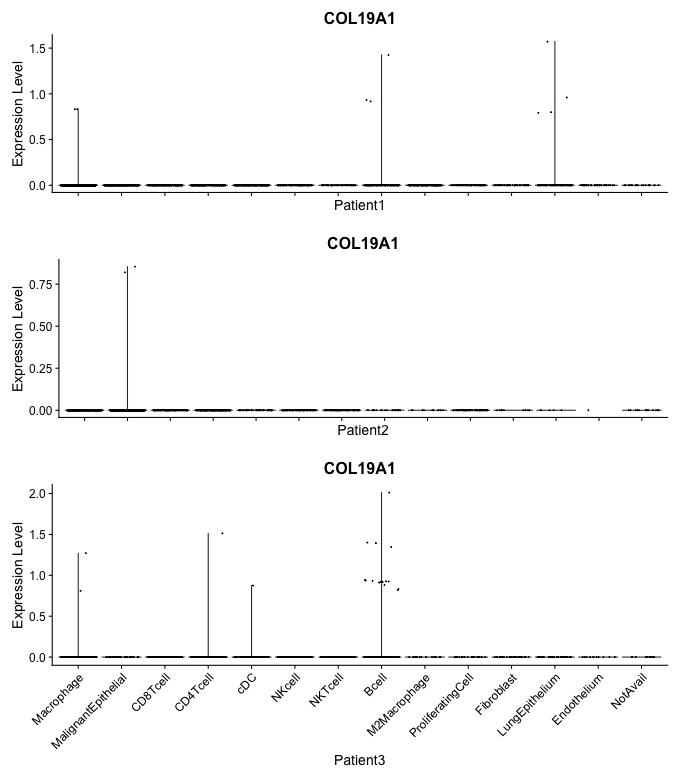 COL19A1
Expression Level
1.5
1.0
0.5
0.0
Patient1
COL19A1
Expression Level
0.75
0.50
0.25
0.00
Patient2
COL19A1
Expression Level
2.0
1.5
1.0
0.5
0.0
Macrophage
MalignantEpithelial
CD8Tcell
CD4Tcell
cDC
NKcell
NKTcell
Bcell
M2Macrophage
ProliferatingCell
Fibroblast
LungEpithelium
Endothelium
NotAvail
Patient3